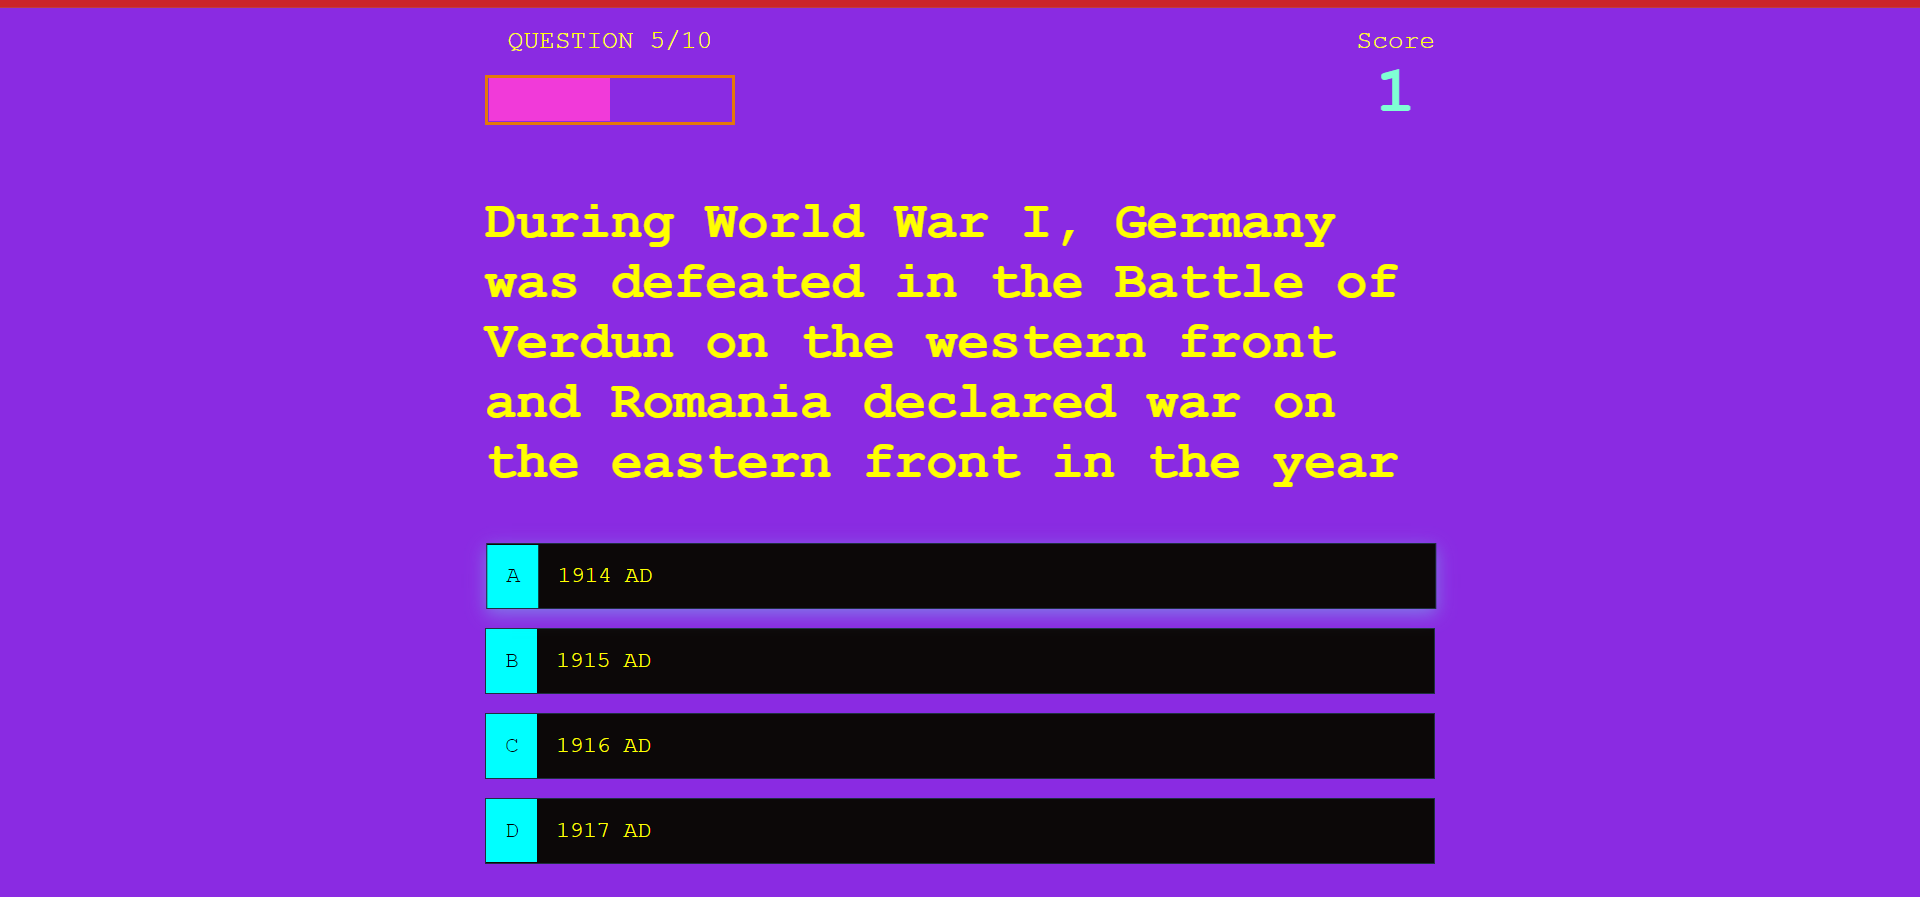 QUESTION 5/10
Score
1
During World War I, Germany
was defeated in the Battle of
Verdun on the western front
and Romania declared war on
the eastern front in the year
A 1914 AD
B 1915 AD
C 1916 AD
D 1917 AD